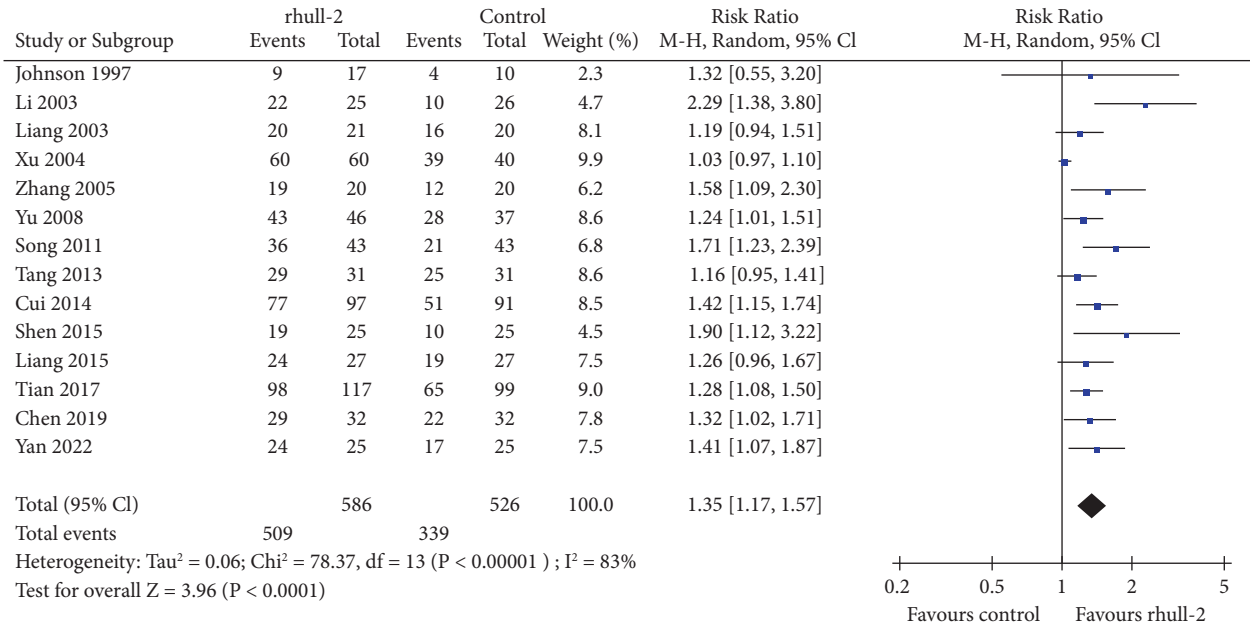 rhull-2 Control Risk Ratio Risk Ratio
Study or Subgroup Events Total Events Total Weight (%) M-H, Random, 95% Cl M-H, Random, 95% Cl
Johnson 1997 9 17 4 10 2.3 1.32 [0.55, 3.20]
Li 2003 22 25 10 26 4.7 2.29 [1.38, 3.80]
Liang 2003 20 21 16 20 8.1 1.19 [0.94, 1.51]
Xu 2004 60 60 39 40 9.9 1.03 [0.97, 1.10]
Zhang 2005 19 20 12 20 6.2 1.58 [1.09, 2.30]
Yu 2008 43 46 28 37 8.6 1.24 [1.01, 1.51]
Song 2011 36 43 21 43 6.8 1.71 [1.23, 2.39]
Tang 2013 29 31 25 31 8.6 1.16 [0.95, 1.41]
Cui 2014 77 97 51 91 8.5 1.42 [1.15, 1.74]
Shen 2015 19 25 10 25 4.5 1.90 [1.12, 3.22]
Liang 2015 24 27 19 27 7.5 1.26 [0.96, 1.67]
Tian 2017 98 117 65 99 9.0 1.28 [1.08, 1.50]
Chen 2019 29 32 22 32 7.8 1.32 [1.02, 1.71]
Yan 2022 24 25 17 25 7.5 1.41 [1.07, 1.87]
Total (95% Cl) 586 526 100.0 1.35 [1.17, 1.57]
Total events 509 339
Heterogeneity: Tau² = 0.06; Chi² = 78.37, df = 13 (P < 0.00001 ) ; I² = 83%
Test for overall Z = 3.96 (P < 0.0001)
0.2 0.5 1 2 5
Favours control Favours rhull-2